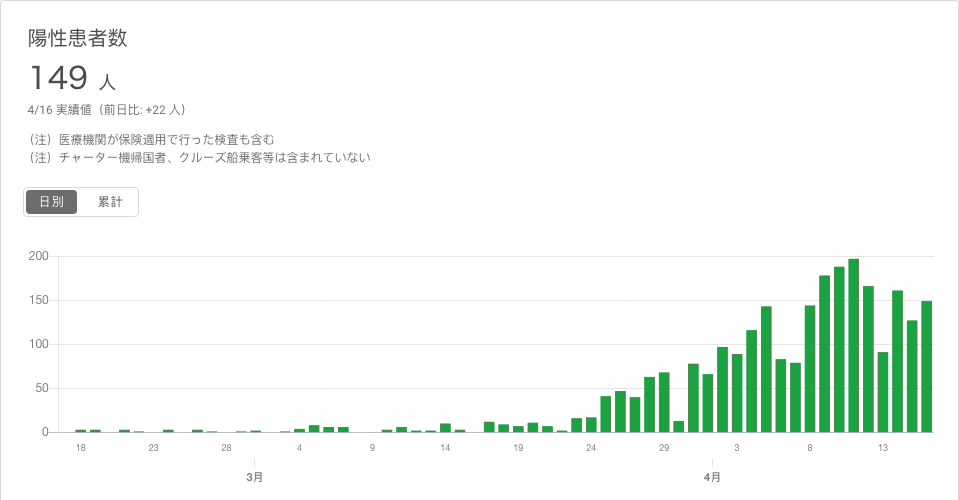 陽性患者数
149 人
4/16 実績値（前日比: +22 人）
（注）医療機関が保険適用で行った検査も含む
（注）チャーター機帰国者、クルーズ船乗客等は含まれていない
日別 累計
200
150
100
50
0
18 23 28 4 9 14 19 24 29 3 8 13
3月 4月